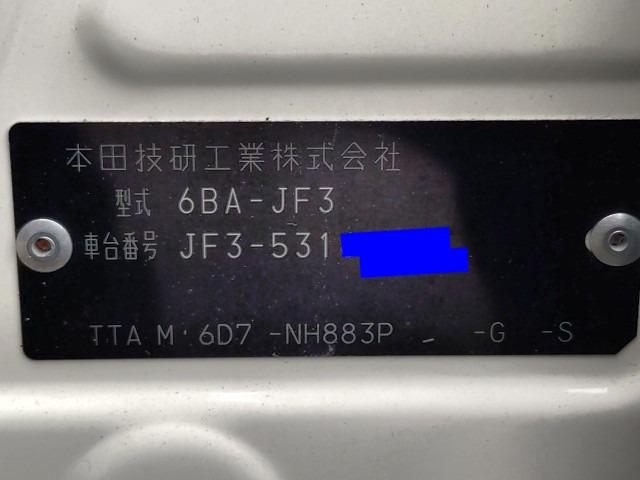 本田技研工業株式会社
型式 6BA-JF3
車台番号 JF3-531
TTA M 6D7 -NH883P -G -S